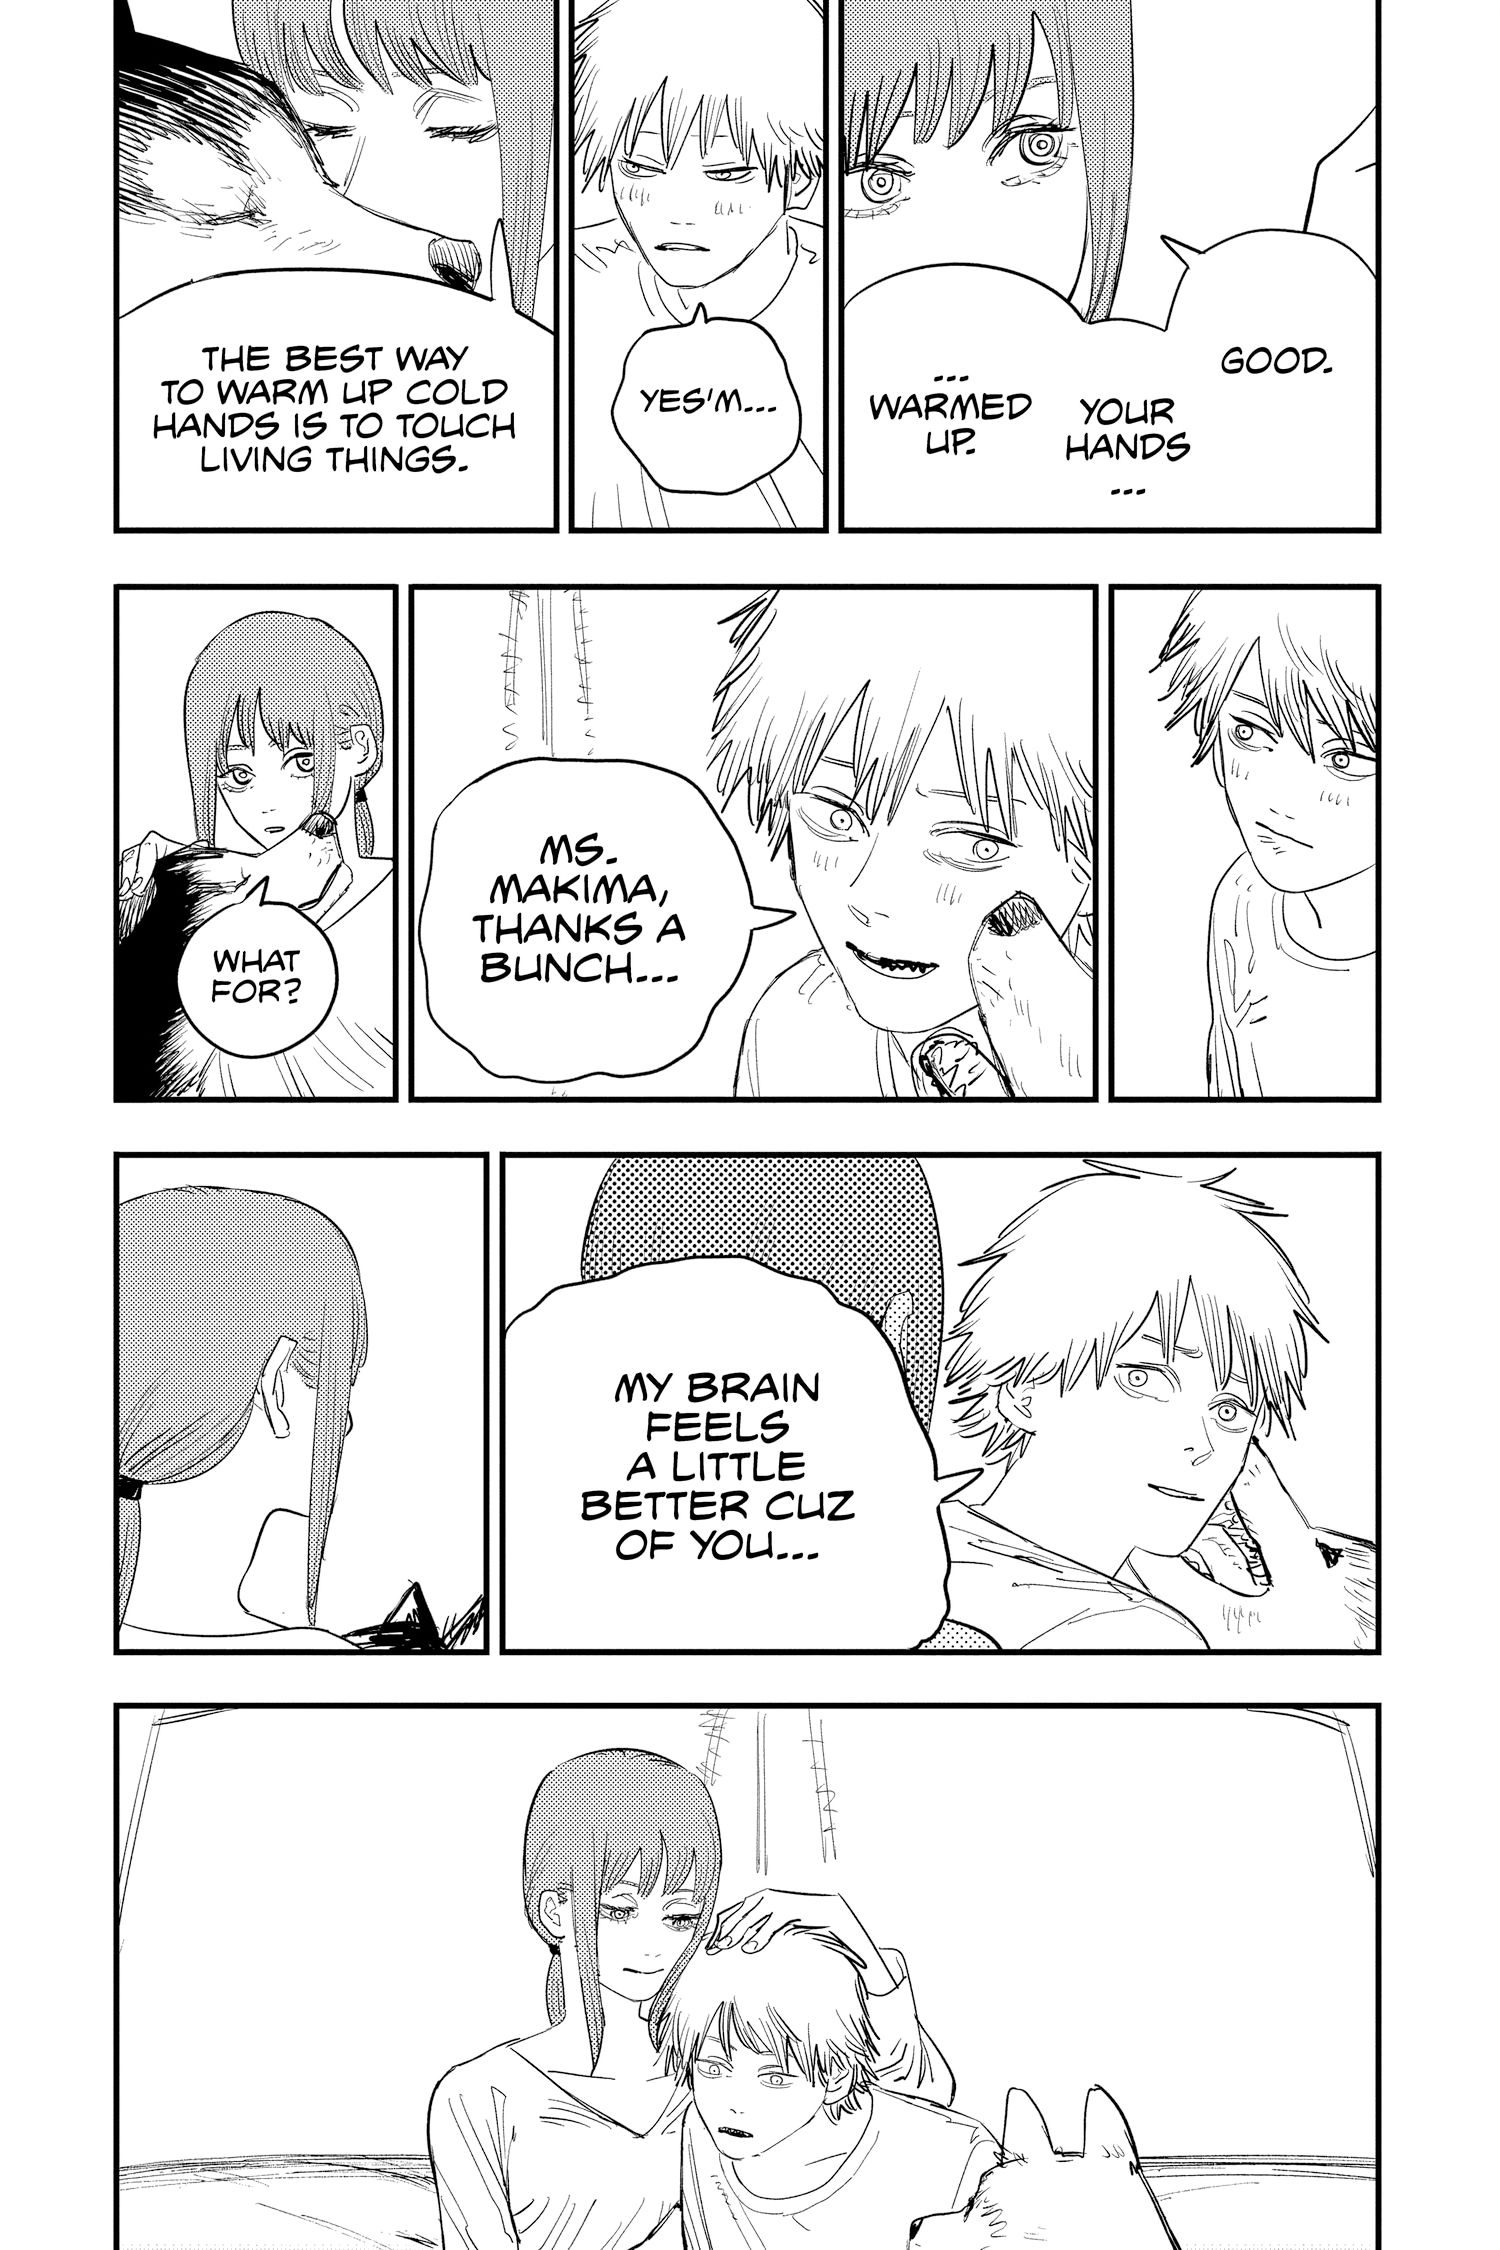 GOOD.
YOUR
HANDS
...
...
WARMED
UP.
YES'M...
THE BEST WAY
TO WARM UP COLD
HANDS IS TO TOUCH
LIVING THINGS.
MS.
MAKIMA,
THANKS A
BUNCH...
WHAT
FOR?
MY BRAIN
FEELS
A LITTLE
BETTER CUZ
OF YOU...